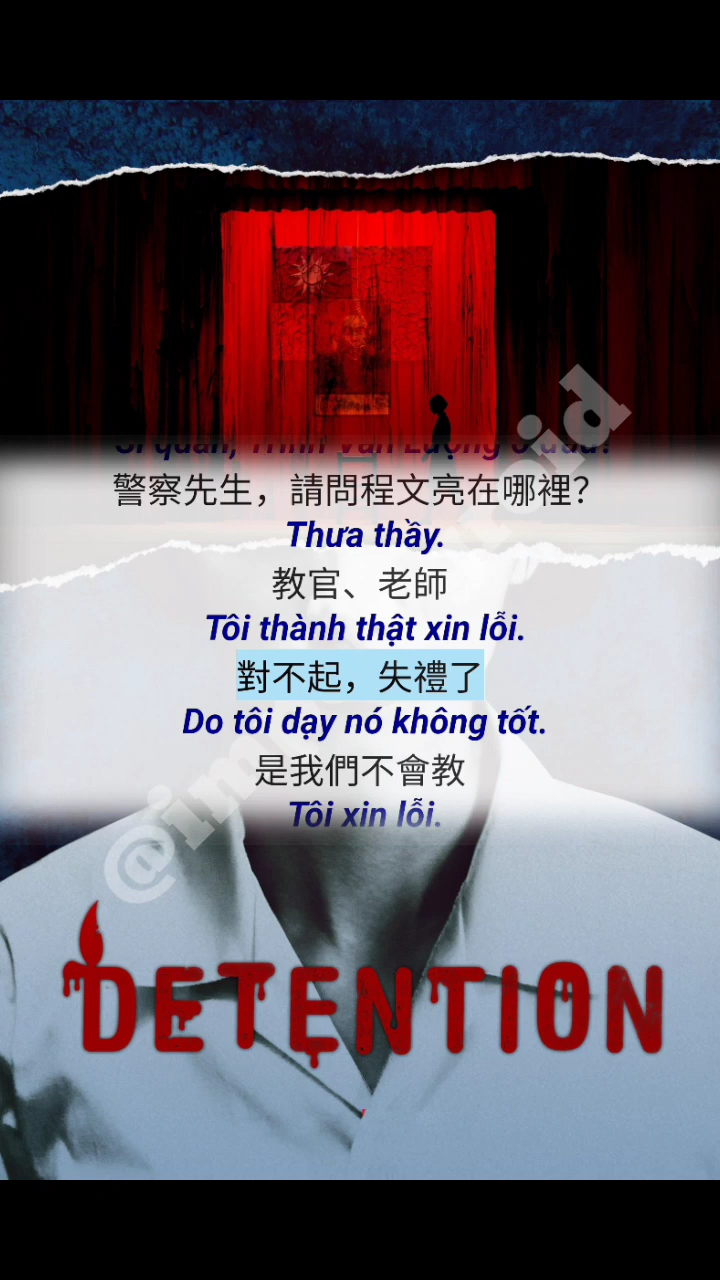 警察先生，請問程文亮在哪裡？
Thưa thầy.
教官、老師
Tôi thành thật xin lỗi.
對不起，失禮了
Do tôi dạy nó không tốt.
是我們不會教
Tôi xin lỗi.
DETENTION